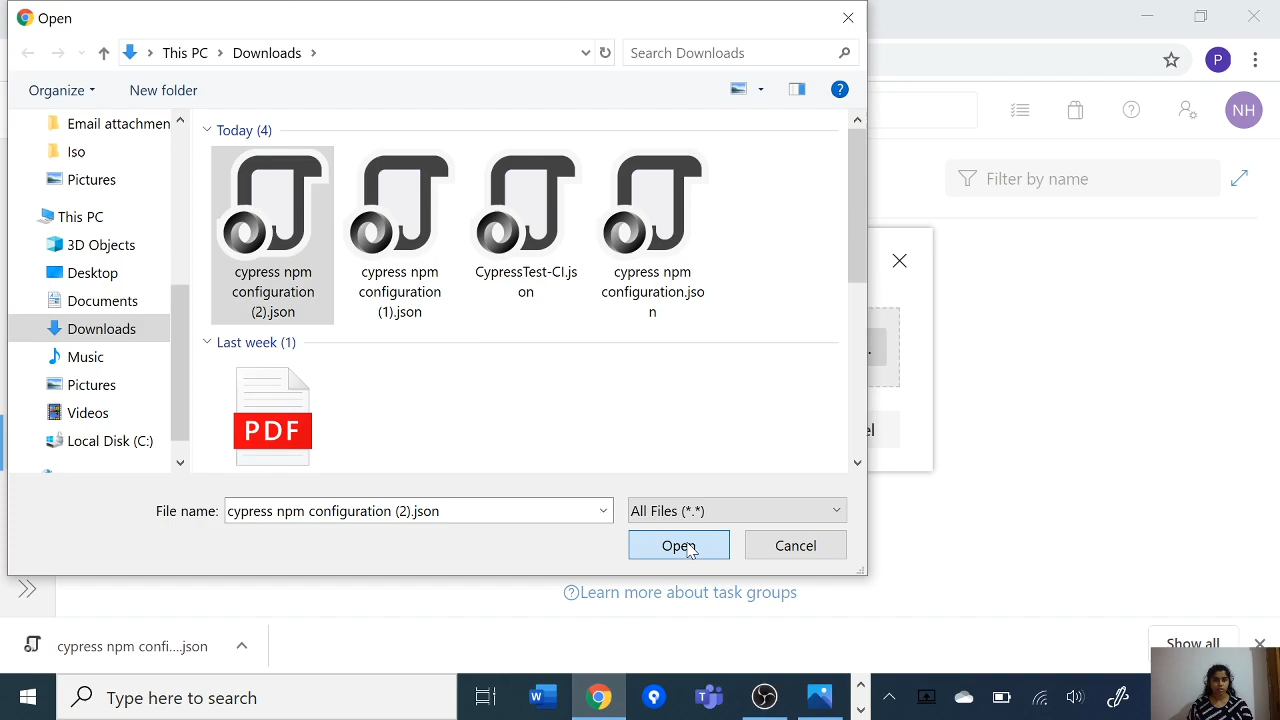 Open
This PC > Downloads >
Search Downloads
P
Organize
New folder
?
NH
Email attachmen
Iso
Pictures
This PC
3D Objects
Desktop
Documents
Downloads
Music
Pictures
Videos
Local Disk (C:)
Today (4)
cypress npm
configuration
(2).json
cypress npm
configuration
(1).json
CypressTest-CI.js
on
cypress npm
configuration.jso
n
Last week (1)
PDF
Filter by name
el
File name:
cypress npm configuration (2).json
All Files (*.*)
Open
Cancel
Learn more about task groups
cypress npm confi....json
Show all
Type here to search